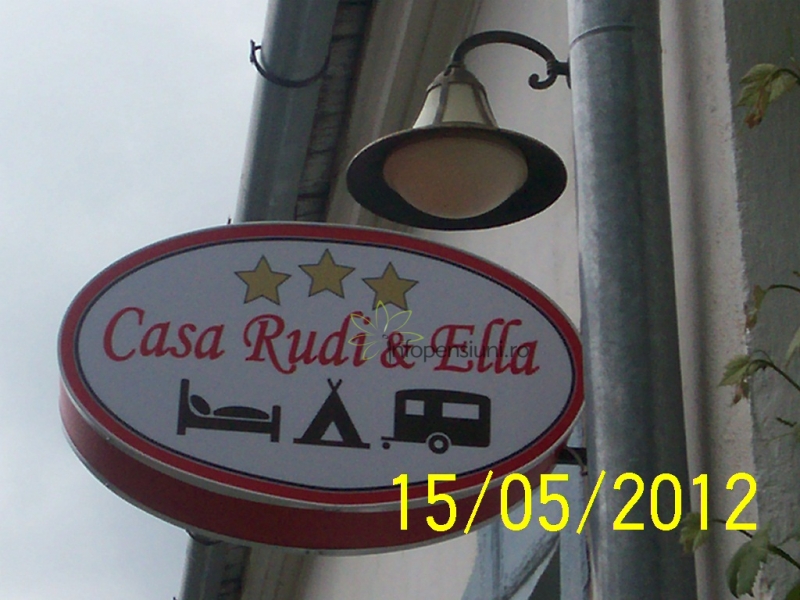 Casa Rudi & Ella
infopensiuni.ro
15/05/2012